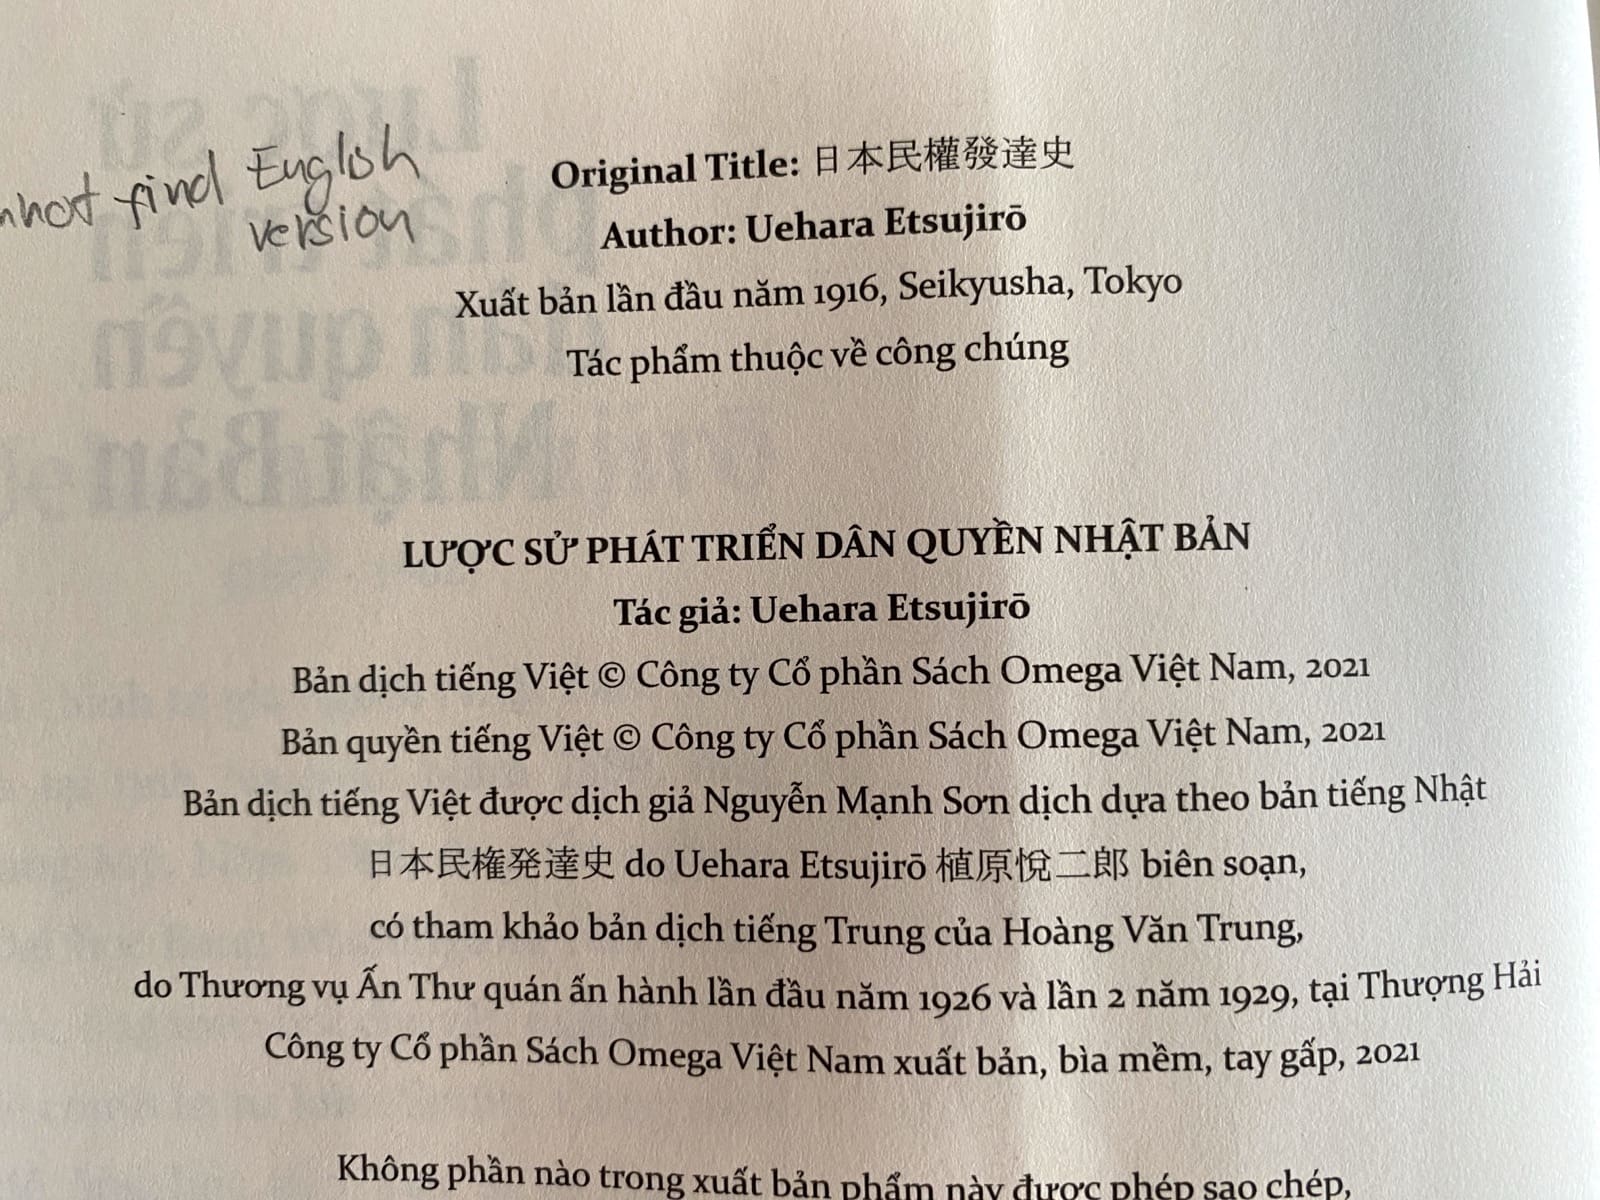 not find English
version
Original Title: 日本民權發達史
Author: Uehara Etsujirō
Xuất bản lần đầu năm 1916, Seikyusha, Tokyo
Tác phẩm thuộc về công chúng
LƯỢC SỬ PHÁT TRIỂN DÂN QUYỀN NHẬT BẢN
Tác giả: Uehara Etsujirō
Bản dịch tiếng Việt © Công ty Cổ phần Sách Omega Việt Nam, 2021
Bản quyền tiếng Việt © Công ty Cổ phần Sách Omega Việt Nam, 2021
Bản dịch tiếng Việt được dịch giả Nguyễn Mạnh Sơn dịch dựa theo bản tiếng Nhật
日本民権発達史 do Uehara Etsujirō 植原悅二郎 biên soạn,
có tham khảo bản dịch tiếng Trung của Hoàng Văn Trung,
do Thương vụ Ấn Thư quán ấn hành lần đầu năm 1926 và lần 2 năm 1929, tại Thượng Hải
Công ty Cổ phần Sách Omega Việt Nam xuất bản, bìa mềm, tay gấp, 2021
Không phần nào trong xuất bản phẩm này được phép sao chép,